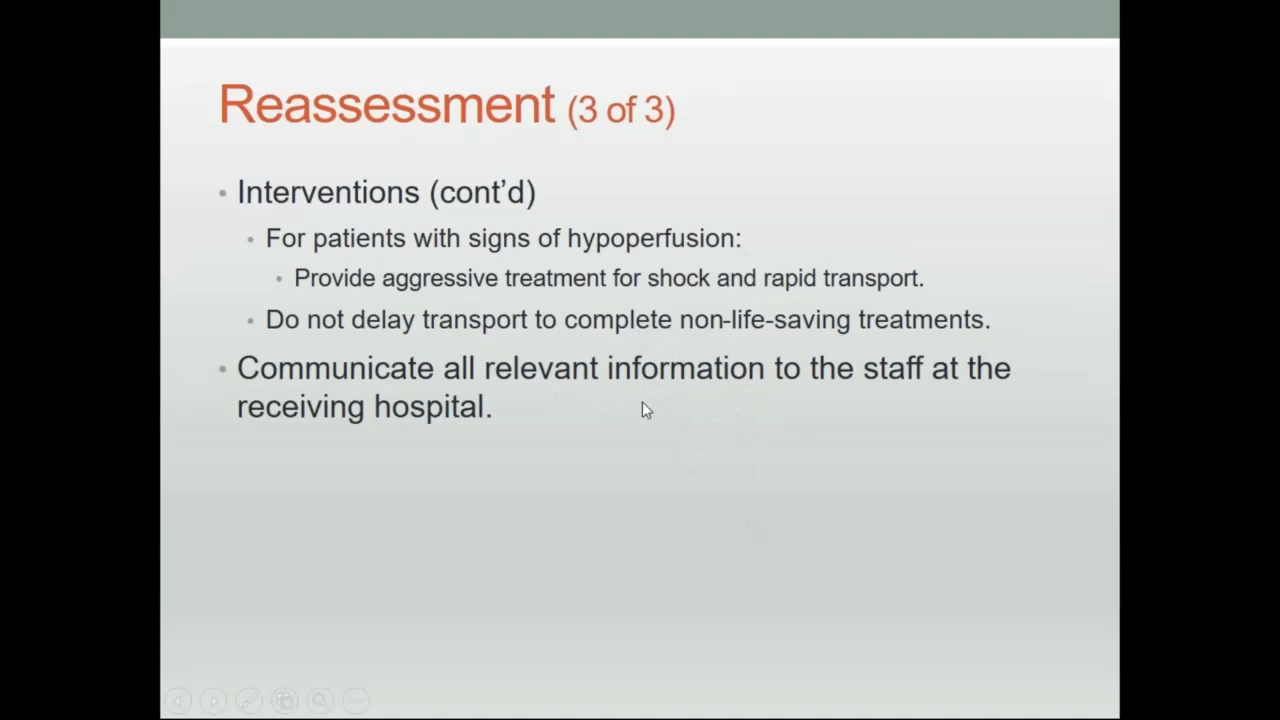 Reassessment (3 of 3)
• Interventions (cont’d)
• For patients with signs of hypoperfusion:
• Provide aggressive treatment for shock and rapid transport.
• Do not delay transport to complete non-life-saving treatments.
• Communicate all relevant information to the staff at the
receiving hospital.